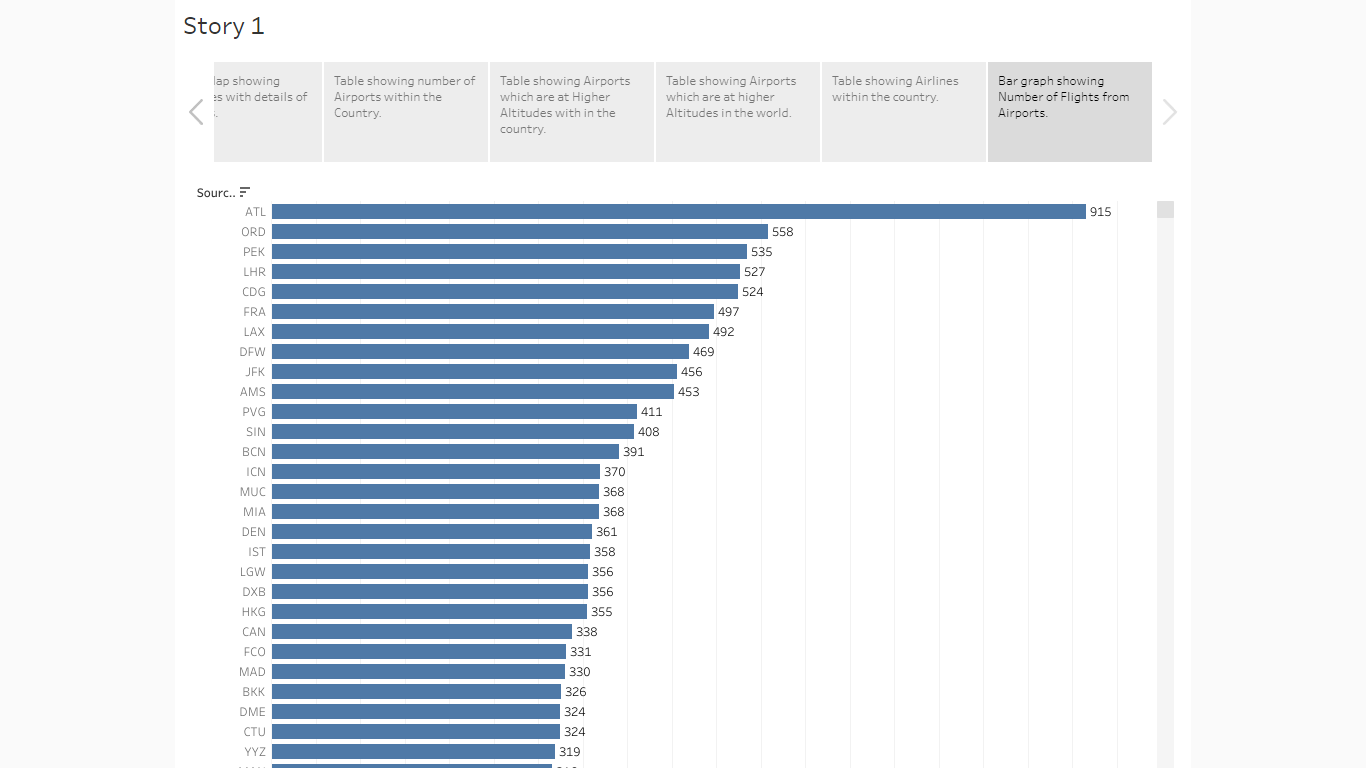 Story 1
showing
with details of
Table showing number of
Airports within the
Country.
Table showing Airports
which are at Higher
Altitudes with in the
country.
Table showing Airports
which are at higher
Altitudes in the world.
Table showing Airlines
within the country.
Bar graph showing
Number of Flights from
Airports.
Sourc..
ATL 915
ORD 558
PEK 535
LHR 527
CDG 524
FRA 497
LAX 492
DFW 469
JFK 456
AMS 453
PVG 411
SIN 408
BCN 391
ICN 370
MUC 368
MIA 368
DEN 361
IST 358
LGW 356
DXB 356
HKG 355
CAN 338
FCO 331
MAD 330
BKK 326
DME 324
CTU 324
YYZ 319